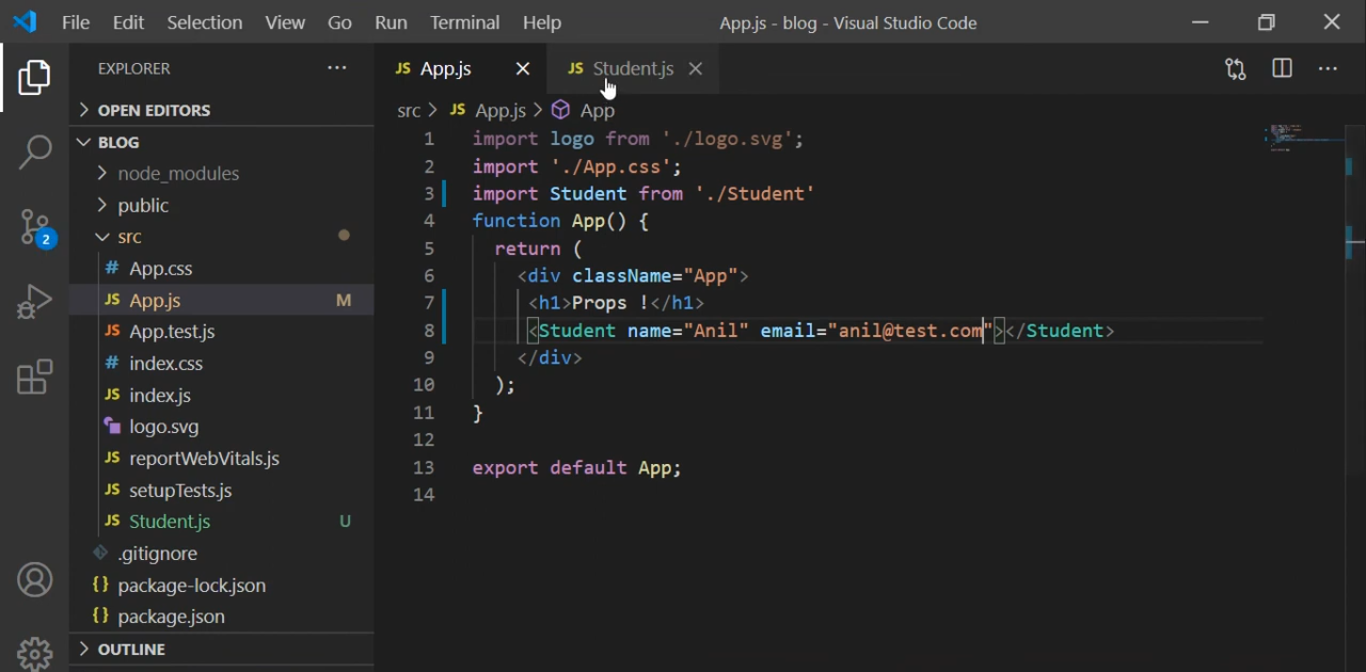 File Edit Selection View Go Run Terminal Help App.js - blog - Visual Studio Code
EXPLORER ···
JS App.js JS Student.js
OPEN EDITORS
src > JS App.js > App
BLOG
node_modules
public
src
# App.css
JS App.js M
JS App.test.js
# index.css
JS index.js
logo.svg
JS reportWebVitals.js
JS setupTests.js
JS Student.js U
.gitignore
{} package-lock.json
{} package.json
OUTLINE
2
1 import logo from './logo.svg';
2 import './App.css';
3 import Student from './Student'
4 function App() {
5 return (
6 <div className="App">
7 <h1>Props !</h1>
8 <Student name="Anil" email="anil@test.com"></Student>
9 </div>
10 );
11 }
12
13 export default App;
14